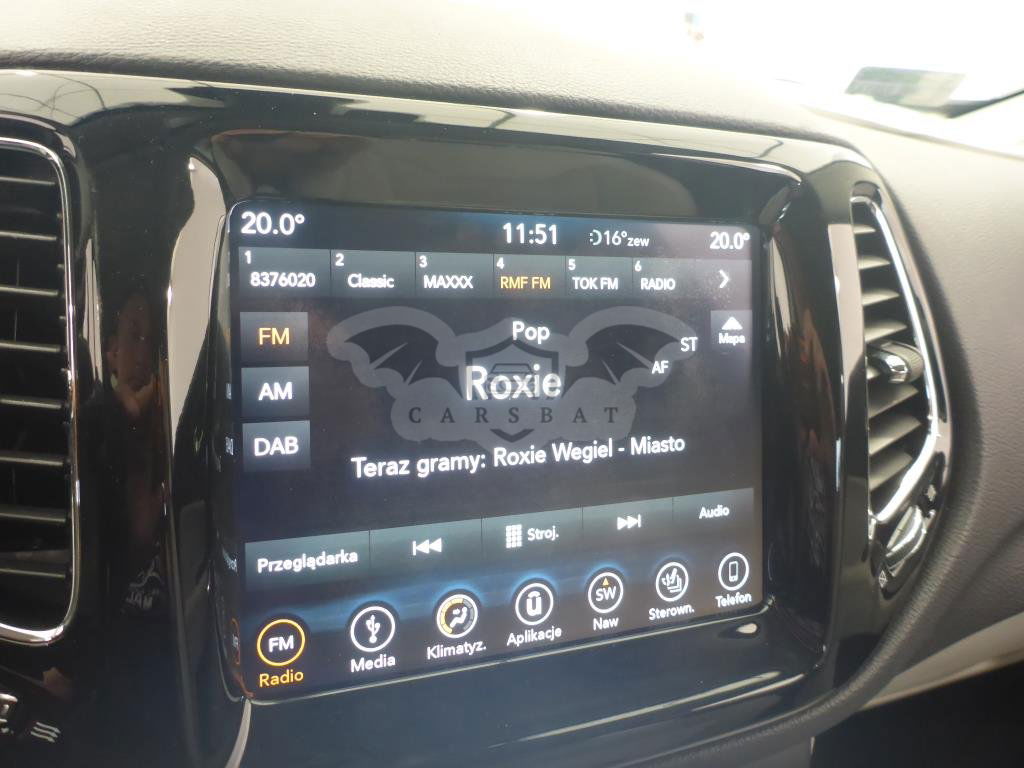 20.0° 11:51 16°zew 20.0°
1 2 3 4 5 6
8376020 Classic MAXXX RMF FM TOK FM RADIO
FM
Pop
ST
Mapa
AF
AM
Roxie
CARSBAT
DAB
Teraz gramy: Roxie Wegiel - Miasto
Przeglądarka Stroj. Audio
FM SW
Radio Media Klimatyz. Aplikacje Naw Sterown. Telefon